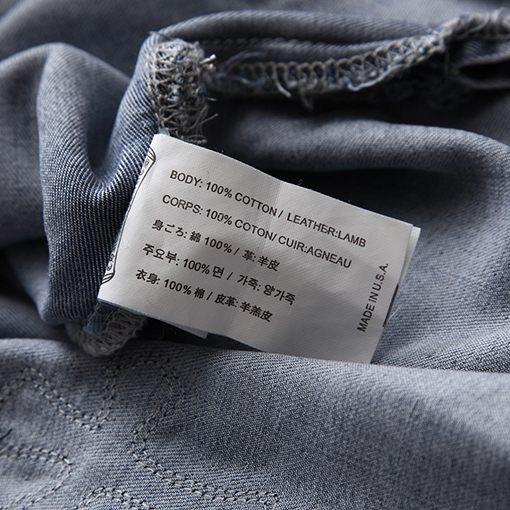 BODY: 100% COTTON / LEATHER:LAMB
CORPS: 100% COTON/ CUIR:AGNEAU
身ごろ: 綿 100% / 革:羊皮
주요부: 100% 면 / 가죽: 양가죽
衣身: 100% 棉 / 皮革: 羊羔皮
MADE IN U.S.A.